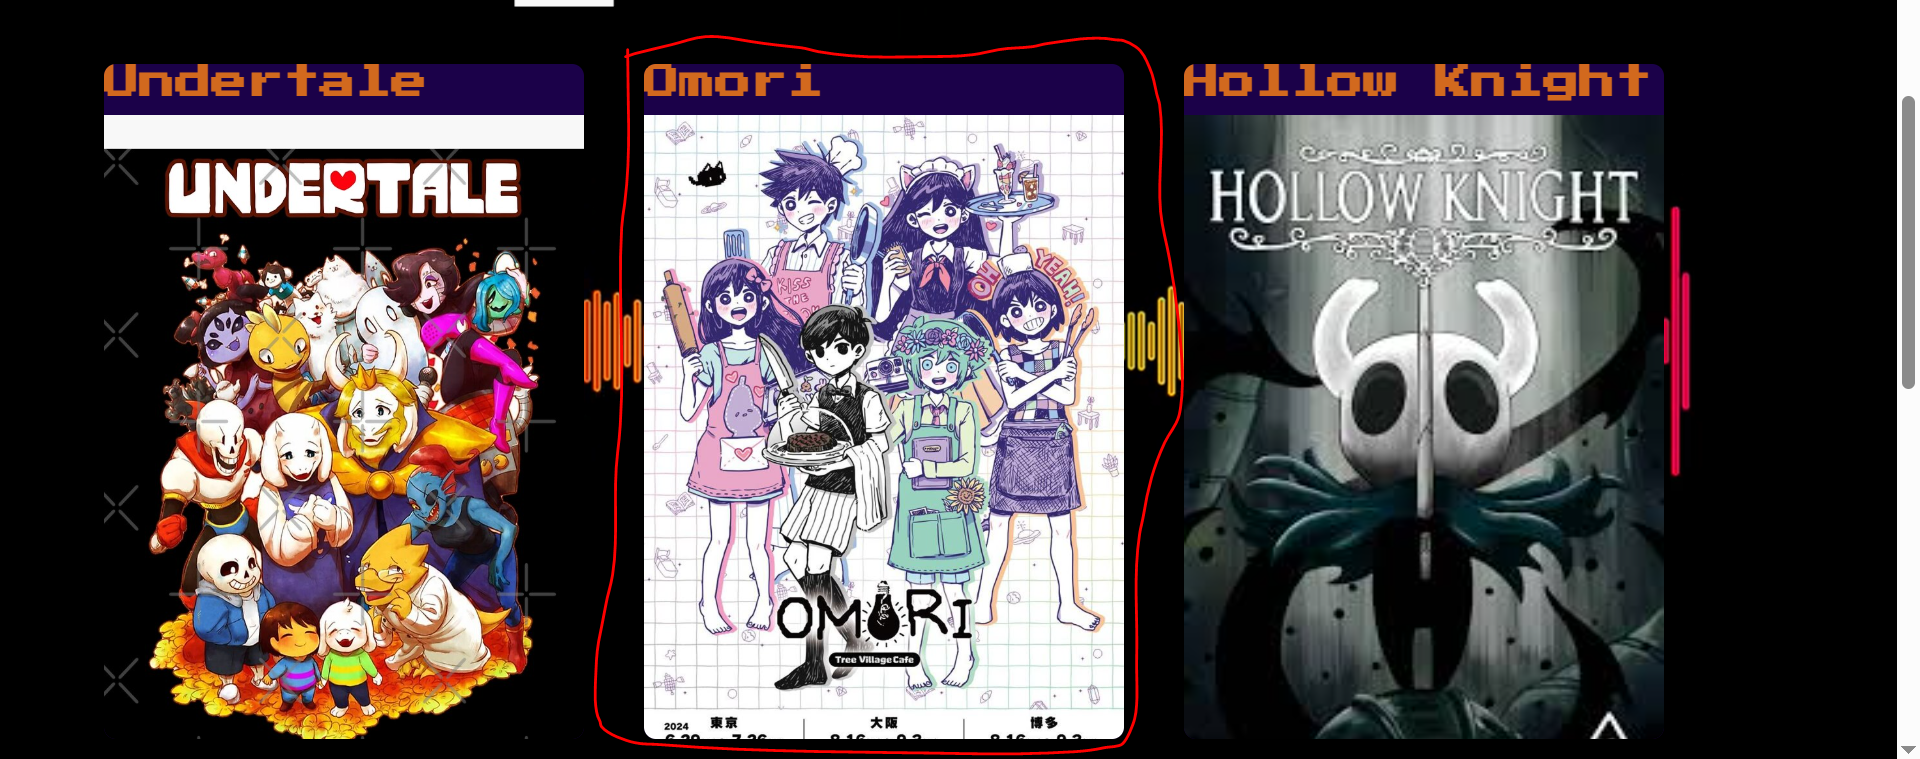 Undertale
UNDERTALE
Omori
KISS
THE
OH
YEAH!
OMORI
Tree Village Cafe
2024 東京 大阪 博多
Hollow Knight
HOLLOW KNIGHT